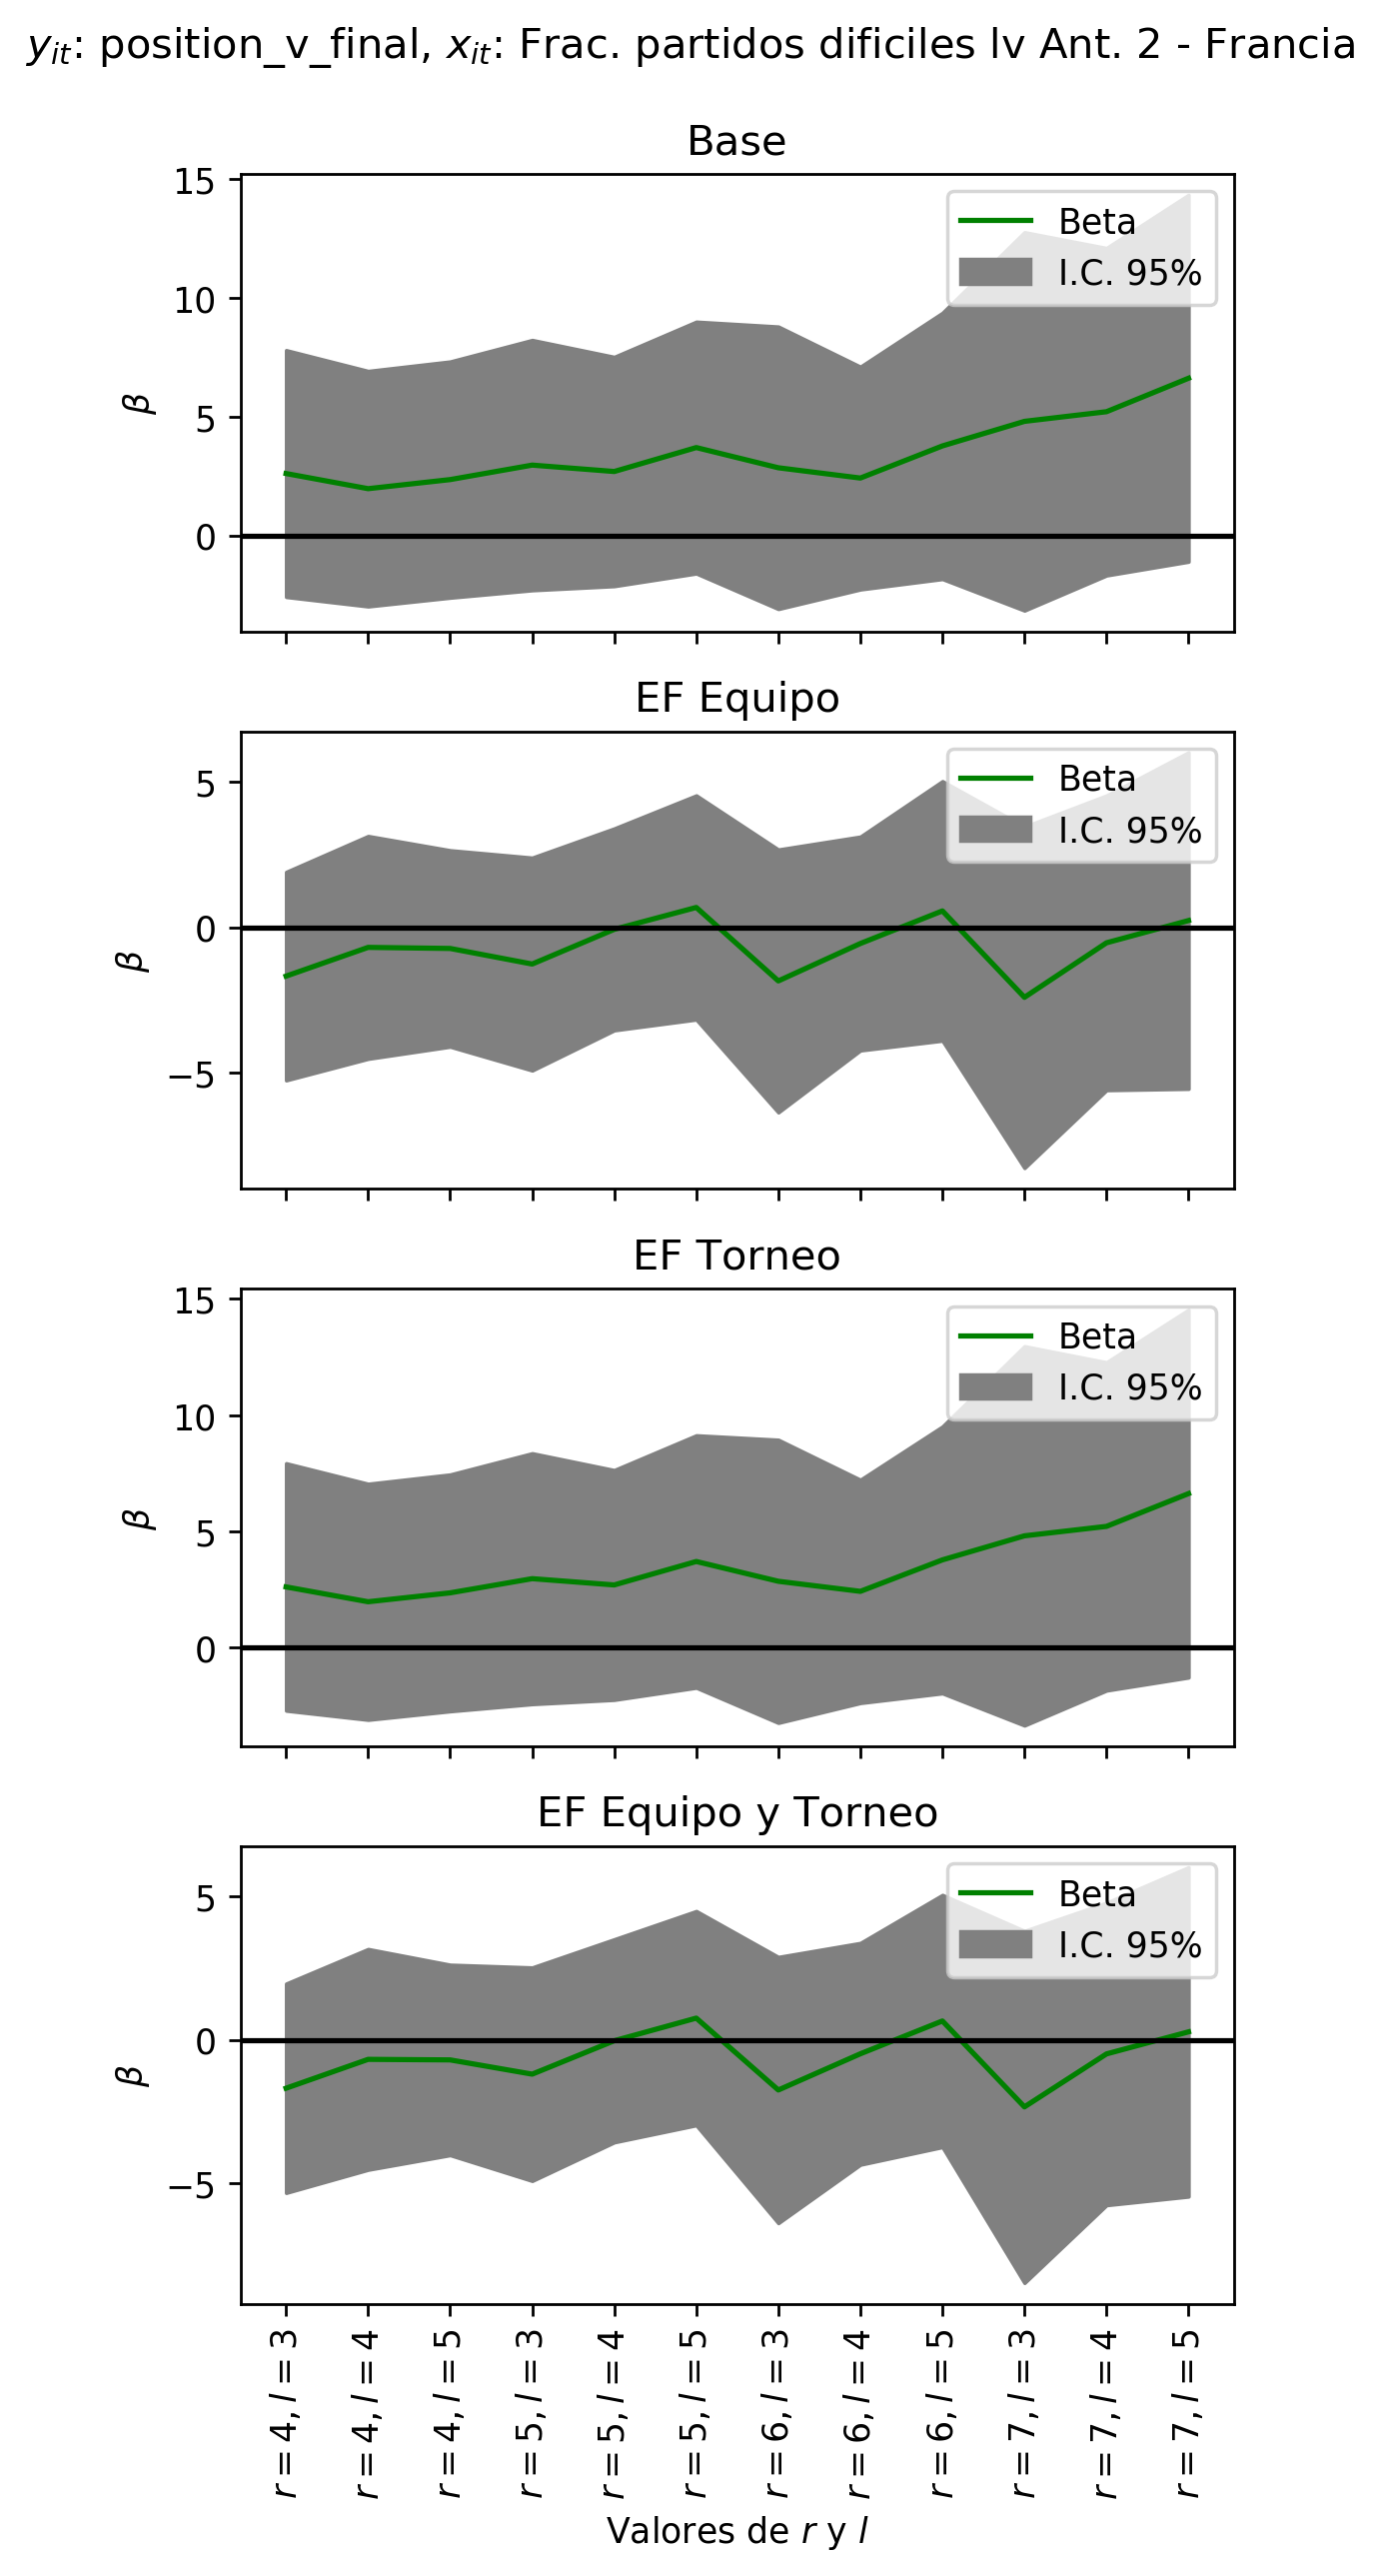 y_it: position_v_final, x_it: Frac. partidos dificiles lv Ant. 2 - Francia
Base
15
10
5
0
β
Beta
I.C. 95%
EF Equipo
5
0
−5
β
Beta
I.C. 95%
EF Torneo
15
10
5
0
β
Beta
I.C. 95%
EF Equipo y Torneo
5
0
−5
β
Beta
I.C. 95%
r = 4, l = 3
r = 4, l = 4
r = 4, l = 5
r = 5, l = 3
r = 5, l = 4
r = 5, l = 5
r = 6, l = 3
r = 6, l = 4
r = 6, l = 5
r = 7, l = 3
r = 7, l = 4
r = 7, l = 5
Valores de r y l